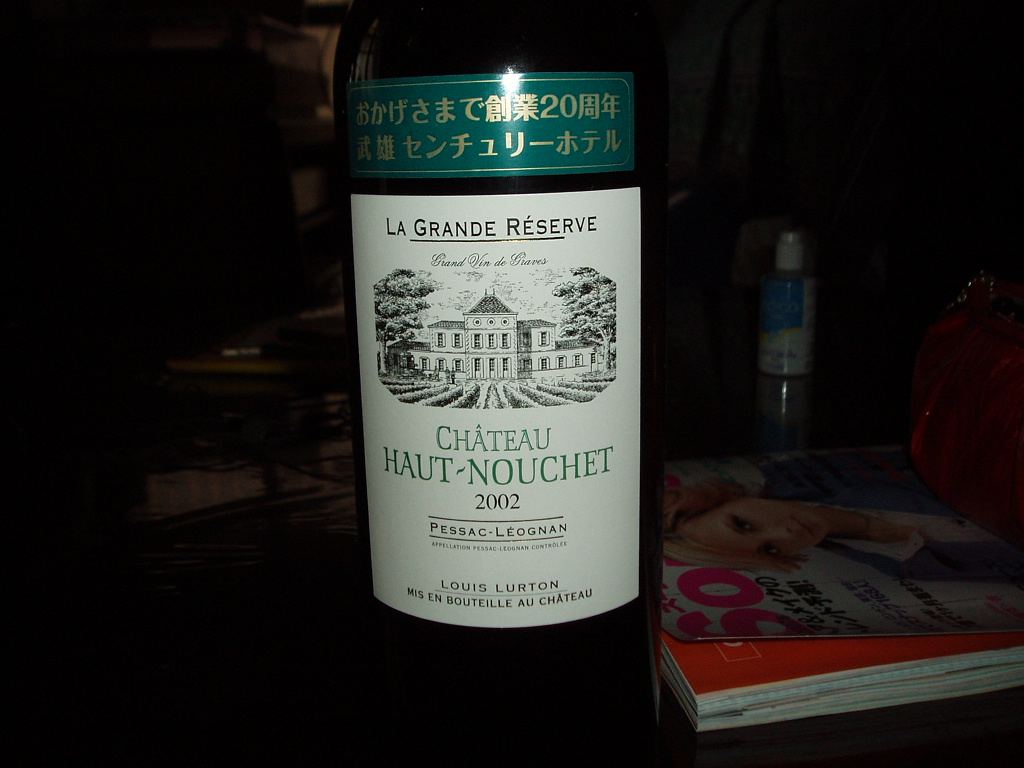 おかげさまで創業20周年
武雄 センチュリーホテル
LA GRANDE RÉSERVE
Grand Vin de Graves
CHÂTEAU
HAUT-NOUCHET
2002
PESSAC-LÉOGNAN
APPELLATION PESSAC-LÉOGNAN CONTRÔLÉE
LOUIS LURTON
MIS EN BOUTEILLE AU CHÂTEAU